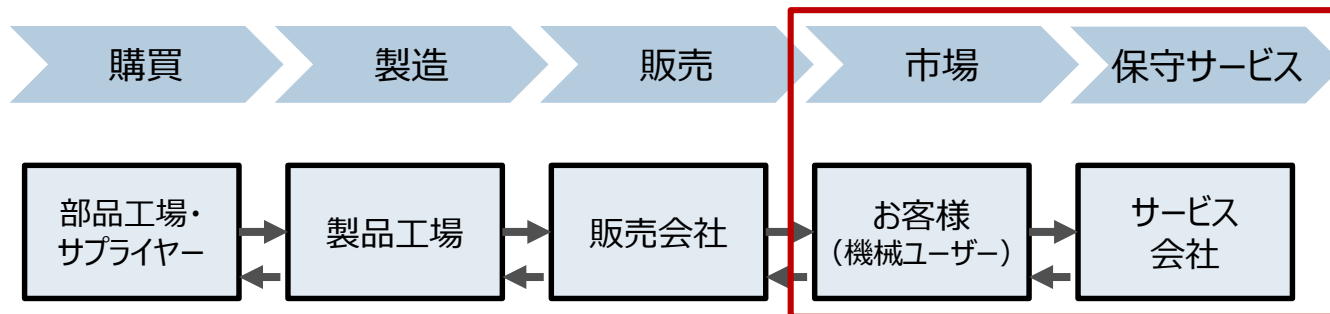 購買
製造
販売
市場
保守サービス
部品工場・
サプライヤー
製品工場
販売会社
お客様
（機械ユーザー）
サービス
会社